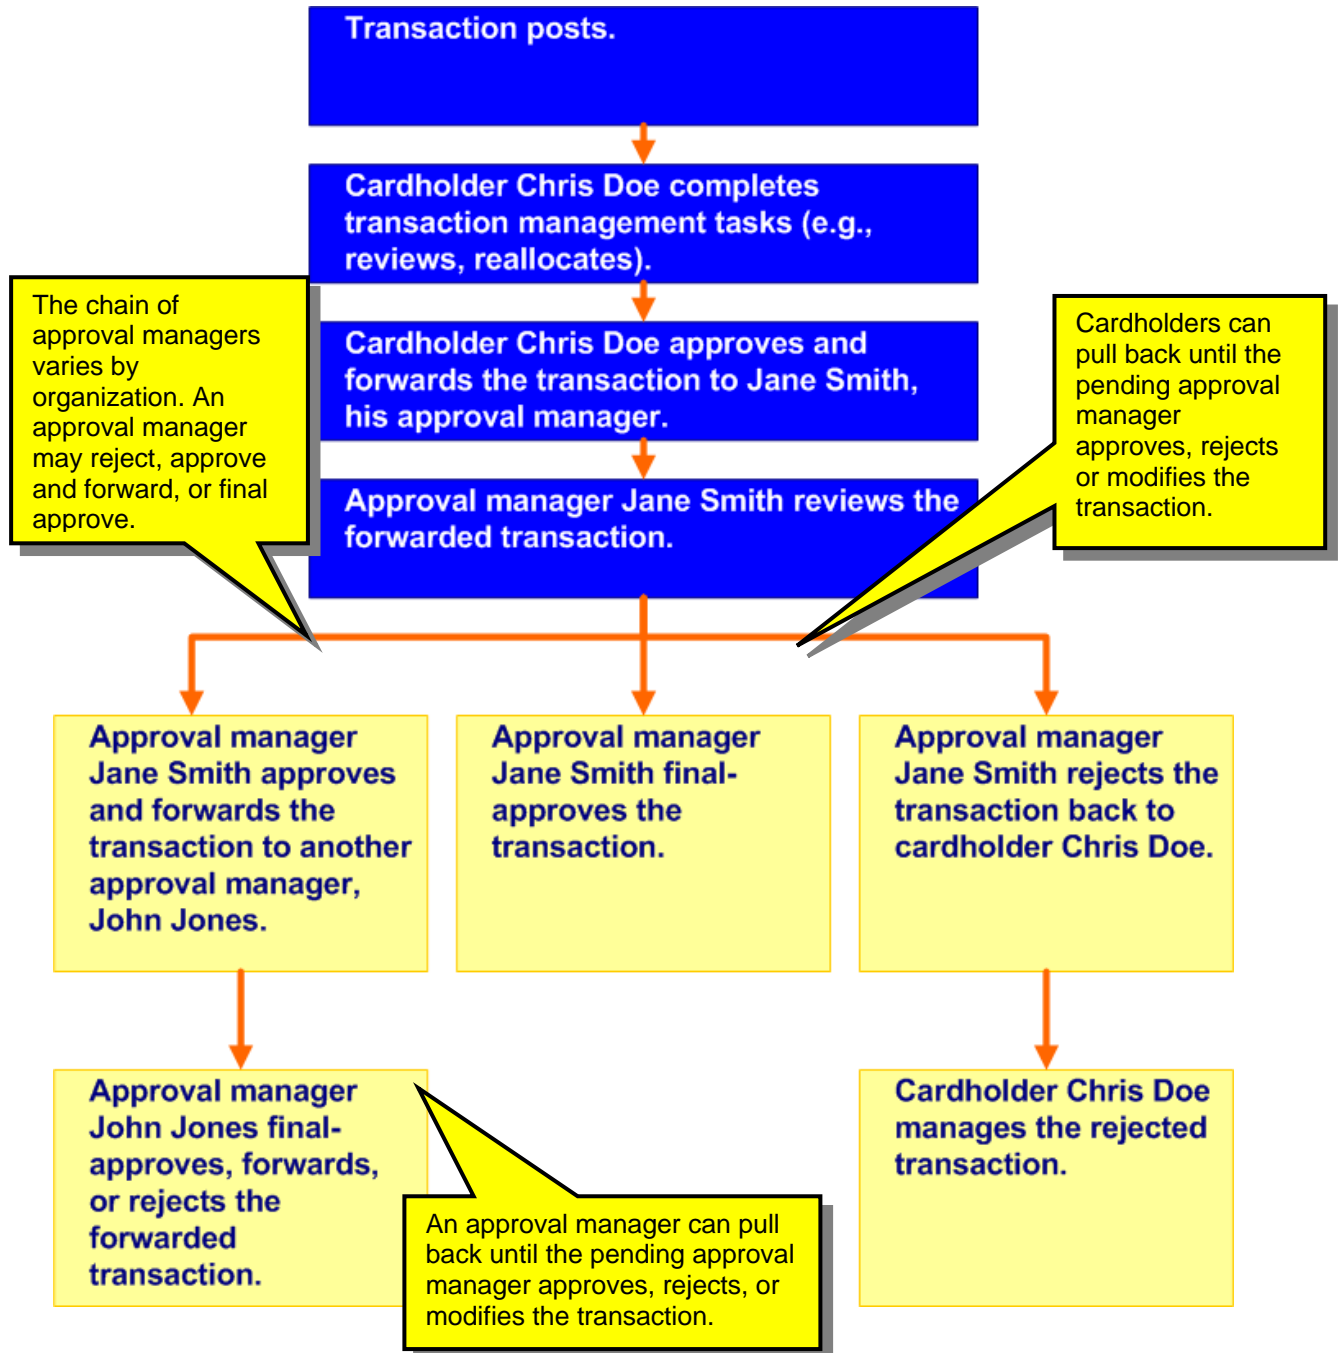 Transaction posts.
Cardholder Chris Doe completes
transaction management tasks (e.g.,
reviews, reallocates).
The chain of
approval managers
varies by
organization. An
approval manager
may reject, approve
and forward, or final
approve.
Cardholder Chris Doe approves and
forwards the transaction to Jane Smith,
his approval manager.
Cardholders can
pull back until the
pending approval
manager
approves, rejects
or modifies the
transaction.
Approval manager Jane Smith reviews the
forwarded transaction.
Approval manager
Jane Smith approves
and forwards the
transaction to another
approval manager,
John Jones.
Approval manager
Jane Smith final-
approves the
transaction.
Approval manager
Jane Smith rejects the
transaction back to
cardholder Chris Doe.
Approval manager
John Jones final-
approves, forwards,
or rejects the
forwarded
transaction.
An approval manager can pull
back until the pending approval
manager approves, rejects, or
modifies the transaction.
Cardholder Chris Doe
manages the rejected
transaction.